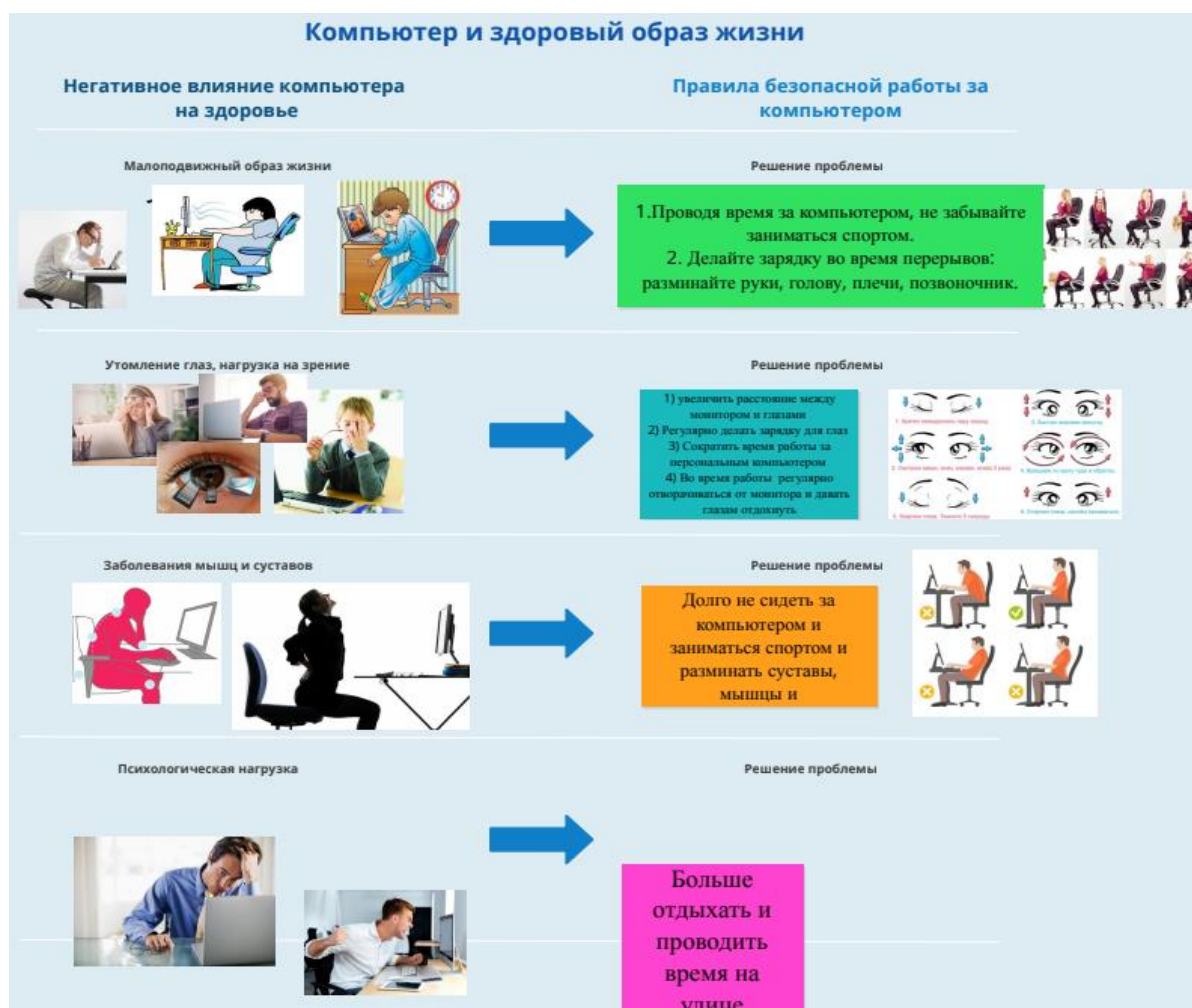 Компьютер и здоровый образ жизни
Негативное влияние компьютера
на здоровье
Правила безопасной работы за
компьютером
Малоподвижный образ жизни
Решение проблемы
1.Проводя время за компьютером, не забывайте
заниматься спортом.
2. Делайте зарядку во время перерывов:
разминайте руки, голову, плечи, позвоночник.
Утомление глаз, нагрузка на зрение
Решение проблемы
1) увеличить расстояние между
монитором и глазами
2) Регулярно делать зарядку для глаз
3) Сократить время работы за
персональным компьютером
4) Во время работы регулярно
отворачиваться от монитора и давать
глазам отдохнуть
Заболевания мышц и суставов
Решение проблемы
Долго не сидеть за
компьютером и
заниматься спортом и
разминать суставы,
мышцы и
Психологическая нагрузка
Решение проблемы
Больше
отдыхать и
проводить
время на
улице